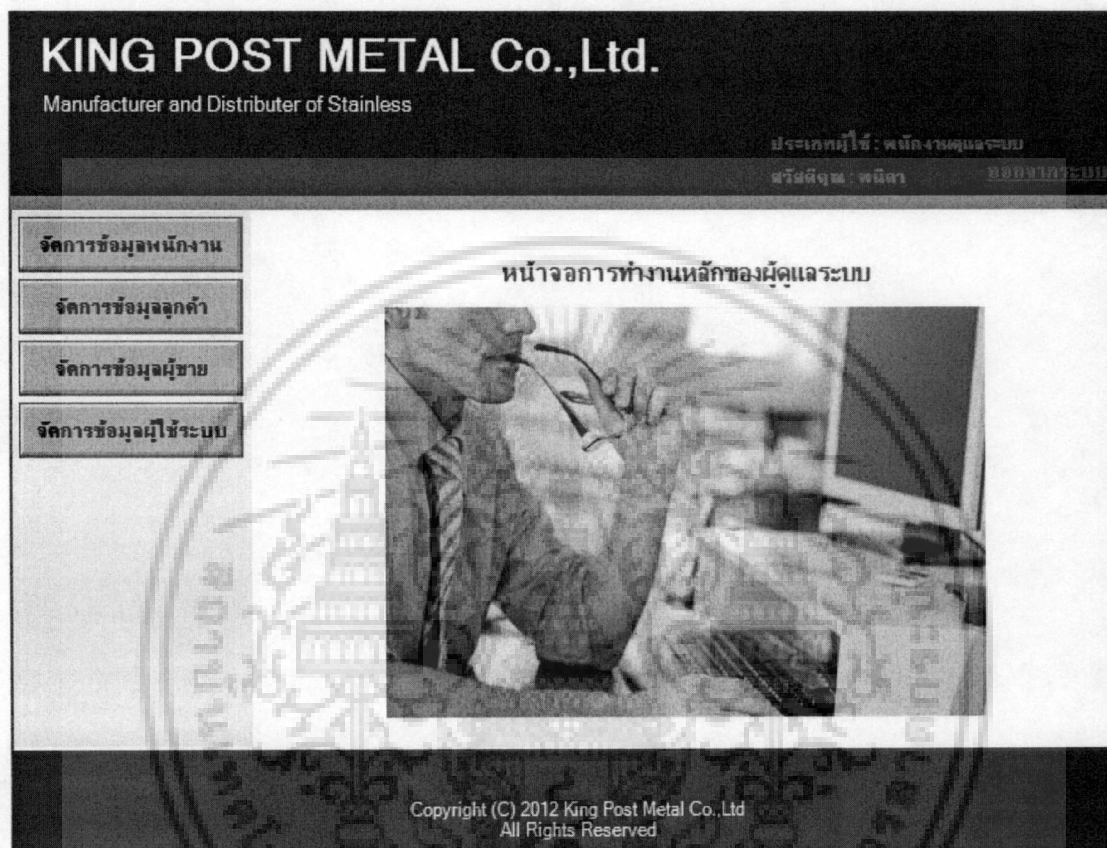 KING POST METAL Co.,Ltd.
Manufacturer and Distributer of Stainless
ประเภทผู้ใช้ : พนักงานดูแลระบบ
สวัสดีคุณ : พนิดา ออกจากระบบ
จัดการข้อมูลพนักงาน
จัดการข้อมูลลูกค้า
จัดการข้อมูลผู้ขาย
จัดการข้อมูลผู้ใช้ระบบ
หน้าจอการทำงานหลักของผู้ดูแลระบบ
Copyright (C) 2012 King Post Metal Co.,Ltd
All Rights Reserved